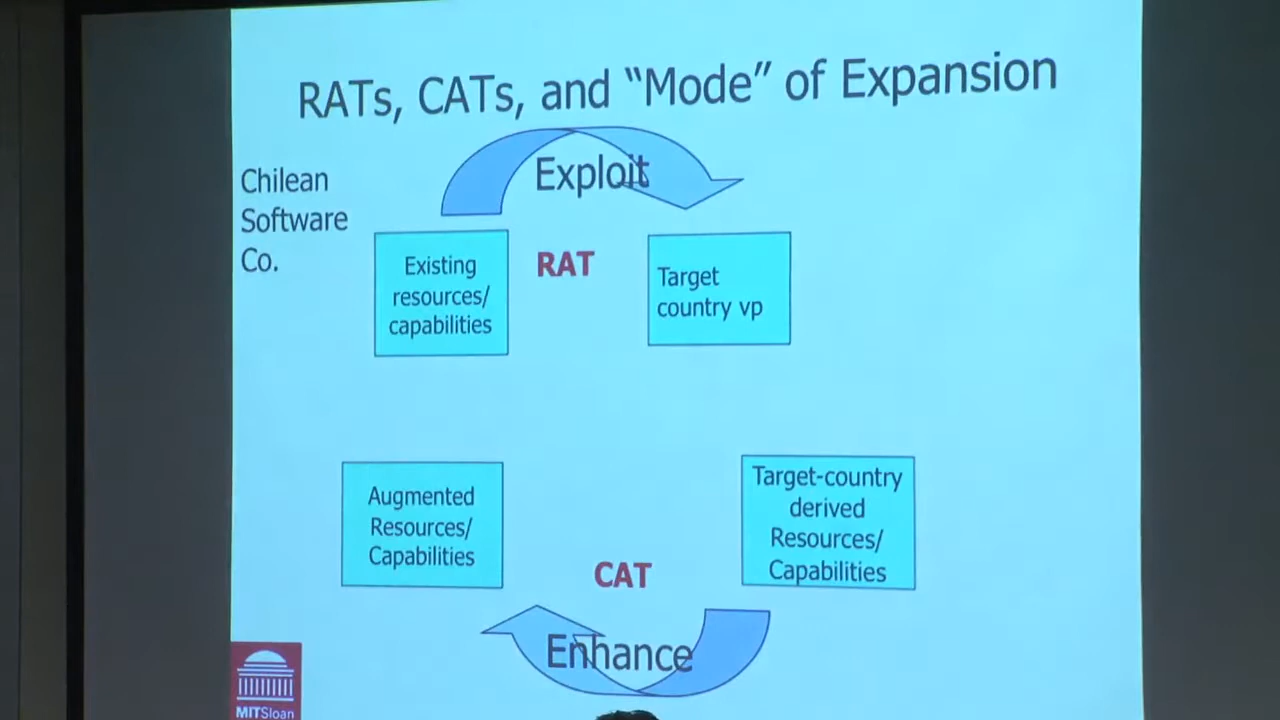 RATs, CATs, and “Mode” of Expansion
Exploit
Chilean
Software
Co.
Existing
resources/
capabilities
RAT
Target
country vp
Augmented
Resources/
Capabilities
CAT
Target-country
derived
Resources/
Capabilities
Enhance
MITSloan